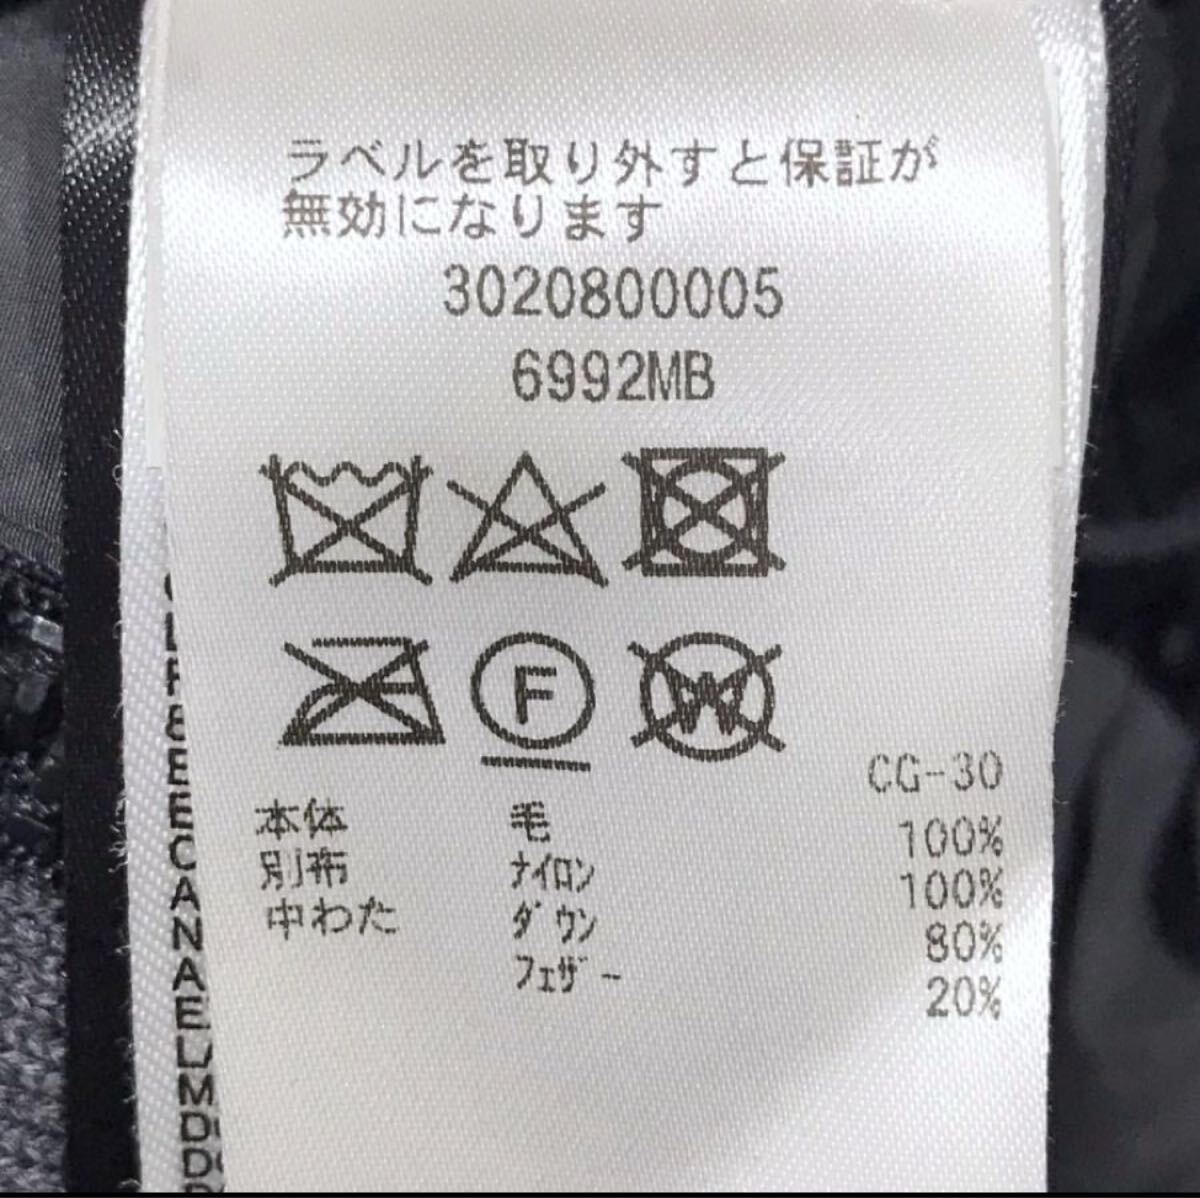 ラベルを取り外すと保証が
無効になります
3020800005
6992MB
F
W
CG-30
本体 毛 100%
別布 ナイロン 100%
中わた ダウン 80%
フェザー 20%